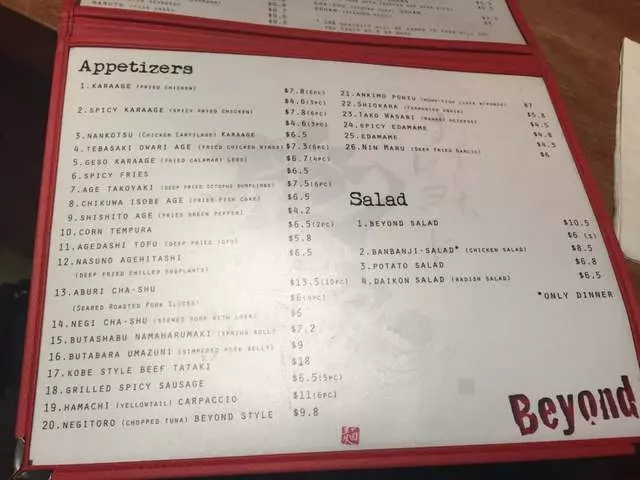 Appetizers
1.KARAAGE (FRIED CHICKEN) $7.8(6PC)
$4.6(3PC)
2.SPICY KARAAGE (SPICY FRIED CHICKEN) $7.8(6PC)
$4.6(3PC)
3.NANKOTSU (CHICKEN CARTILAGE) KARAAGE $6.5
4.TEBASAKI OWARI AGE (FRIED CHICKEN WINGS) $7.3(6PC)
5.GESO KARAAGE (FRIED CALAMARI LEGS) $6.7(4PC)
6.SPICY FRIES $6.5
7.AGE TAKOYAKI (DEEP FRIED OCTOPUS DUMPLINGS) $7.5(6PC)
8.CHIKUWA ISOBE AGE (FRIED FISH CAKE) $6.5
9.SHISHITO AGE (FRIED GREEN PEPPER) $4.2
10.CORN TEMPURA $6.5(2PC)
11.AGEDASHI TOFU (DEEP FRIED TOFU) $5.8
12.NASUNO AGEHITASHI $6.5
(DEEP FRIED CHILLED EGGPLANTS)
13.ABURI CHA-SHU $13.5(10PC)
(SEARED ROASTED PORK SLICES) $6(4PC)
14.NEGI CHA-SHU (STEWED PORK WITH LEEK) $6
15.BUTASHABU NAMAHARUMAKI (SPRING ROLL) $7.2
16.BUTABARA UMAZUNI (SIMMERED PORK BELLY) $9
17.KOBE STYLE BEEF TATAKI $18
18.GRILLED SPICY SAUSAGE $6.5(5PC)
19.HAMACHI (YELLOWTAIL) CARPACCIO $11(6PC)
20.NEGITORO (CHOPPED TUNA) BEYOND STYLE $9.8
21.ANKIMO PONZU $7
22.SHIOKARA (FERMENTED SQUID) $5.8
23.TAKO WASABI $4.5
24.SPICY EDAMAME $4.8
25.EDAMAME $4.3
26.NIN MARU (DEEP FRIED GARLIC) $6
Salad
1.BEYOND SALAD $10.5
$6 (S)
2.BANBANJI-SALAD* (CHICKEN SALAD) $8.5
3.POTATO SALAD $6.8
4.DAIKON SALAD (RADISH SALAD) $6.5
*ONLY DINNER
Beyond